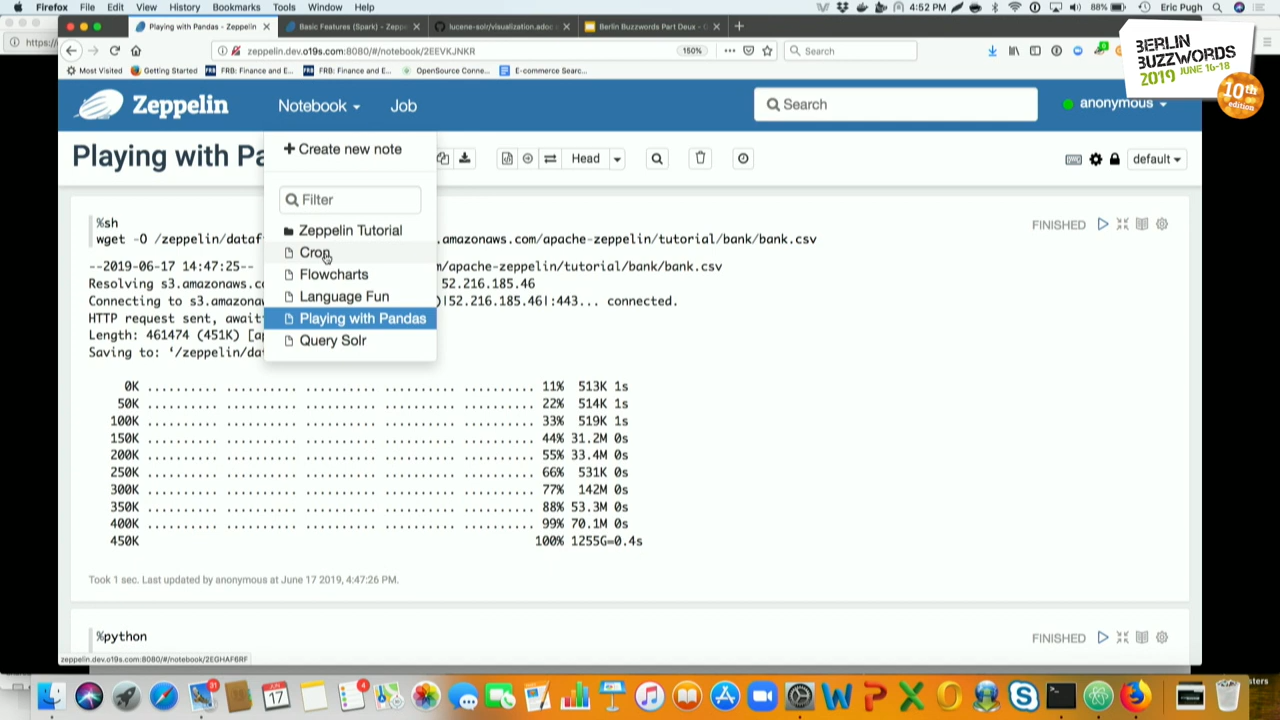 Firefox File Edit View History Bookmarks Tools Window Help
4:52 PM 88% Eric Pugh
Playing with Pandas - Zeppelin
Basic Features (Spark) - Zeppe
lucene-solr/visualization.adoc
Berlin Buzzwords Part Deux - G
https:/
zeppelin.dev.o19s.com:8080/#/notebook/2EEVKJNKR
150%
Search
Most Visited Getting Started FRB: Finance and E... FRB: Finance and E... OpenSource Conne... E-commerce Searc...
BERLIN
BUZZWORDS
2019 JUNE 16-18
10th
edition
Zeppelin
Notebook
Job
Search
anonymous
Playing with Pa
Head
default
Create new note
Filter
Zeppelin Tutorial
Crop
Flowcharts
Language Fun
Playing with Pandas
Query Solr
%sh
wget -O /zeppelin/dataf .amazonaws.com/apache-zeppelin/tutorial/bank/bank.csv
FINISHED
--2019-06-17 14:47:25-- m/apache-zeppelin/tutorial/bank/bank.csv
Resolving s3.amazonaws.co 52.216.185.46
Connecting to s3.amazona )|52.216.185.46|:443... connected.
HTTP request sent, await
Length: 461474 (451K) [ap
Saving to: ‘/zeppelin/dat
0K .......... .......... .......... .......... .......... 11% 513K 1s
50K .......... .......... .......... .......... .......... 22% 514K 1s
100K .......... .......... .......... .......... .......... 33% 519K 1s
150K .......... .......... .......... .......... .......... 44% 31.2M 0s
200K .......... .......... .......... .......... .......... 55% 33.4M 0s
250K .......... .......... .......... .......... .......... 66% 531K 0s
300K .......... .......... .......... .......... .......... 77% 142M 0s
350K .......... .......... .......... .......... .......... 88% 53.3M 0s
400K .......... .......... .......... .......... .......... 99% 70.1M 0s
450K 100% 1255G=0.4s
Took 1 sec. Last updated by anonymous at June 17 2019, 4:47:26 PM.
%python
FINISHED
zeppelin.dev.o19s.com:8080/#/notebook/2EGHAF6RF
31
JUN
17
4